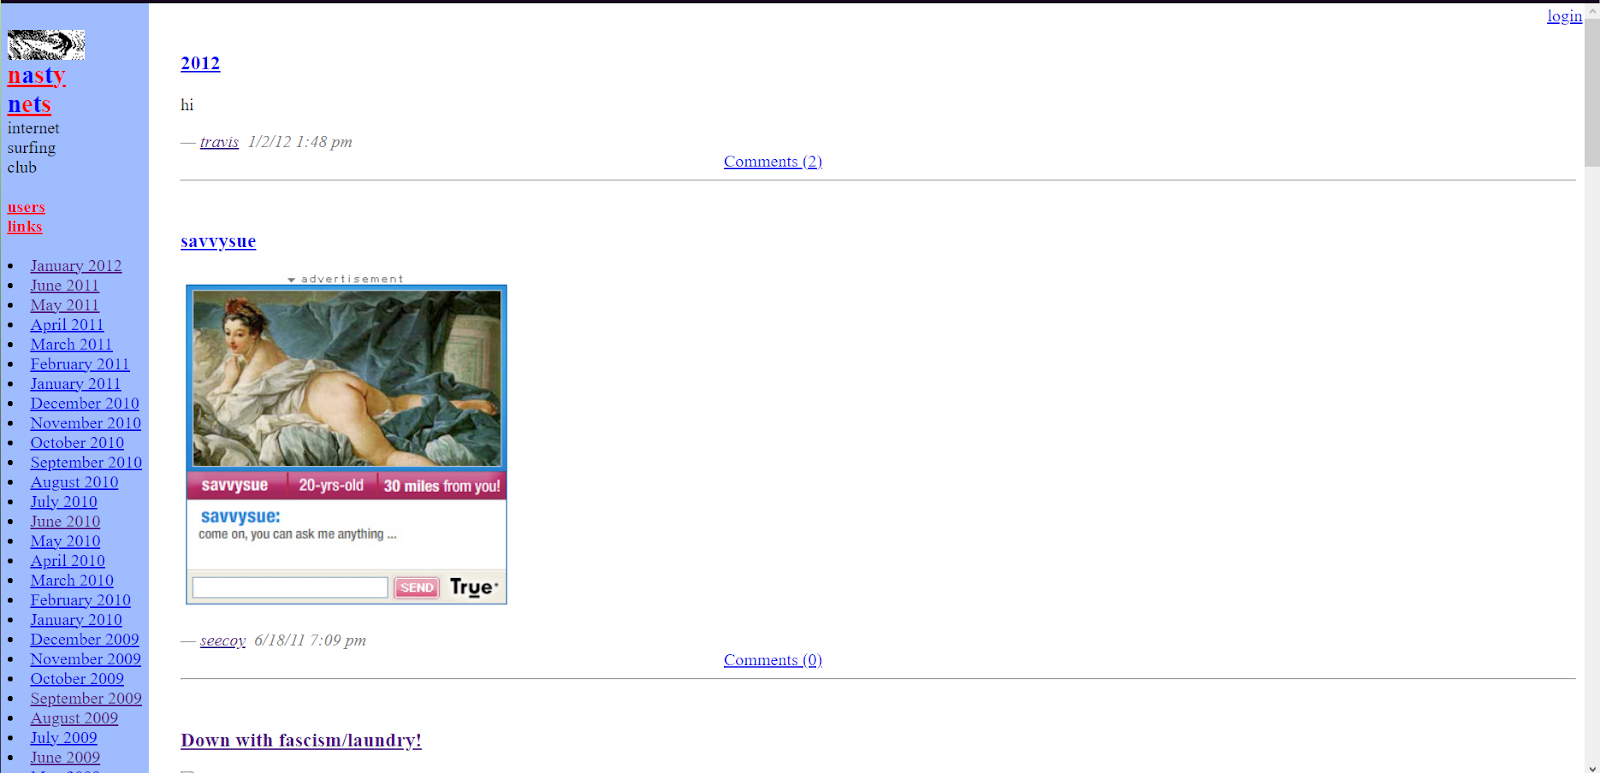 login
nasty
nets
internet
surfing
club
users
links
January 2012
June 2011
May 2011
April 2011
March 2011
February 2011
January 2011
December 2010
November 2010
October 2010
September 2010
August 2010
July 2010
June 2010
May 2010
April 2010
March 2010
February 2010
January 2010
December 2009
November 2009
October 2009
September 2009
August 2009
July 2009
June 2009
2012
hi
— travis 1/2/12 1:48 pm
Comments (2)
savvysue
advertisement
savvysue 20-yrs-old 30 miles from you!
savvysue:
come on, you can ask me anything ...
SEND True
— seecoy 6/18/11 7:09 pm
Comments (0)
Down with fascism/laundry!